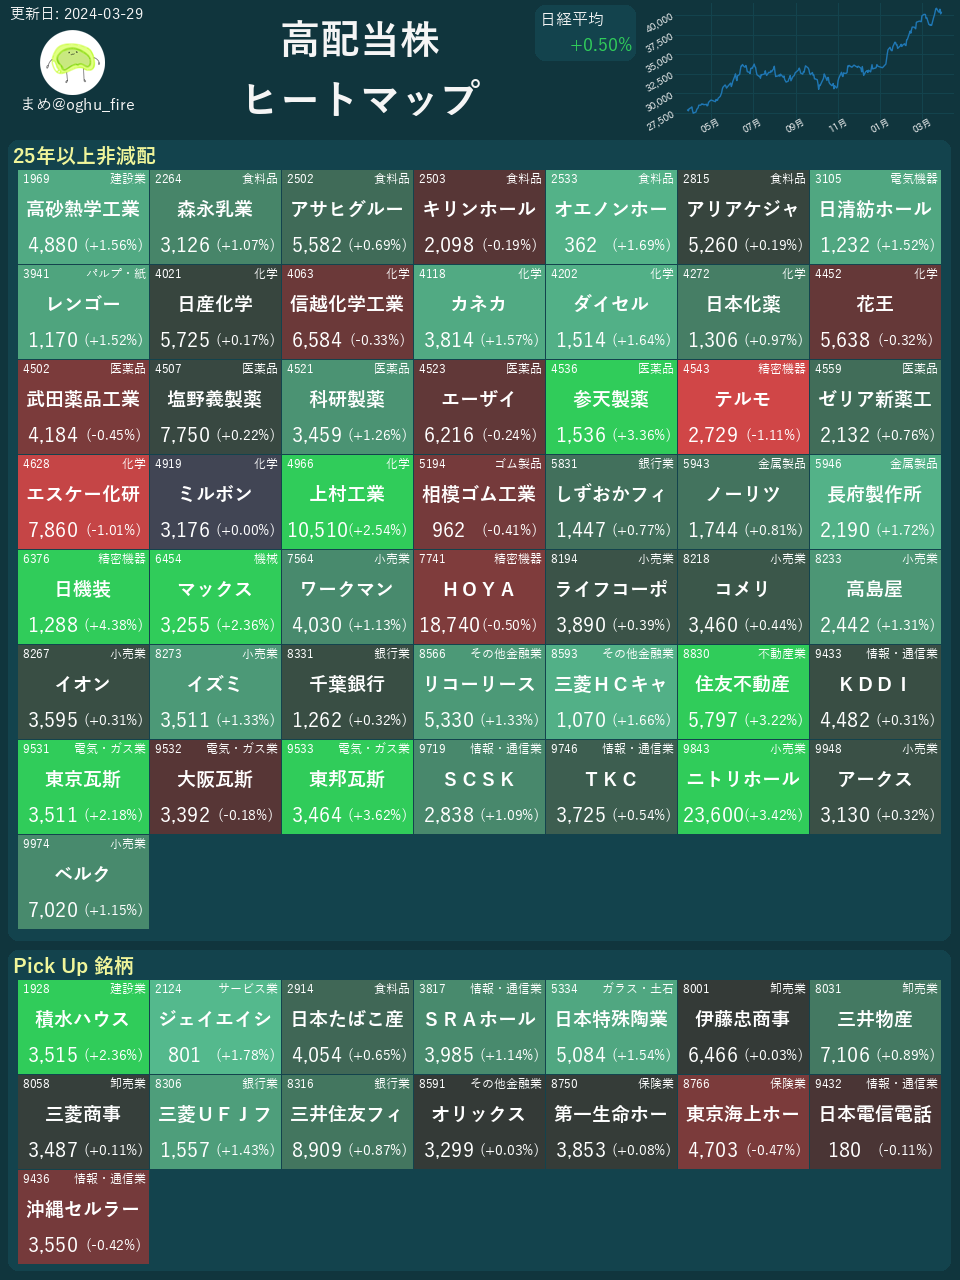 更新日: 2024-03-29
まめ@oghu_fire
高配当株
ヒートマップ
日経平均
+0.50%
40,000
37,500
35,000
32,500
30,000
27,500
05月 07月 09月 11月 01月 03月
25年以上非減配
1969 建設業 2264 食料品 2502 食料品 2503 食料品 2533 食料品 2815 食料品 3105 電気機器
高砂熱学工業 森永乳業 アサヒグルー キリンホール オエノンホー アリアケジャ 日清紡ホール
4,880 (+1.56%) 3,126 (+1.07%) 5,582 (+0.69%) 2,098 (-0.19%) 362 (+1.69%) 5,260 (+0.19%) 1,232 (+1.52%)
3941 パルプ・紙 4021 化学 4063 化学 4118 化学 4202 化学 4272 化学 4452 化学
レンゴー 日産化学 信越化学工業 カネカ ダイセル 日本化薬 花王
1,170 (+1.52%) 5,725 (+0.17%) 6,584 (-0.33%) 3,814 (+1.57%) 1,514 (+1.64%) 1,306 (+0.97%) 5,638 (-0.32%)
4502 医薬品 4507 医薬品 4521 医薬品 4523 医薬品 4536 医薬品 4543 精密機器 4559 医薬品
武田薬品工業 塩野義製薬 科研製薬 エーザイ 参天製薬 テルモ ゼリア新薬工
4,184 (-0.45%) 7,750 (+0.22%) 3,459 (+1.26%) 6,216 (-0.24%) 1,536 (+3.36%) 2,729 (-1.11%) 2,132 (+0.76%)
4628 化学 4919 化学 4966 化学 5194 ゴム製品 5831 銀行業 5943 金属製品 5946 金属製品
エスケー化研 ミルボン 上村工業 相模ゴム工業 しずおかフィ ノーリツ 長府製作所
7,860 (-1.01%) 3,176 (+0.00%) 10,510(+2.54%) 962 (-0.41%) 1,447 (+0.77%) 1,744 (+0.81%) 2,190 (+1.72%)
6376 精密機器 6454 機械 7564 小売業 7741 精密機器 8194 小売業 8218 小売業 8233 小売業
日機装 マックス ワークマン ＨＯＹＡ ライフコーポ コメリ 高島屋
1,288 (+4.38%) 3,255 (+2.36%) 4,030 (+1.13%) 18,740(-0.50%) 3,890 (+0.39%) 3,460 (+0.44%) 2,442 (+1.31%)
8267 小売業 8273 小売業 8331 銀行業 8566 その他金融業 8593 その他金融業 8830 不動産業 9433 情報・通信業
イオン イズミ 千葉銀行 リコーリース 三菱ＨＣキャ 住友不動産 ＫＤＤＩ
3,595 (+0.31%) 3,511 (+1.33%) 1,262 (+0.32%) 5,330 (+1.33%) 1,070 (+1.66%) 5,797 (+3.22%) 4,482 (+0.31%)
9531 電気・ガス業 9532 電気・ガス業 9533 電気・ガス業 9719 情報・通信業 9746 情報・通信業 9843 小売業 9948 小売業
東京瓦斯 大阪瓦斯 東邦瓦斯 ＳＣＳＫ ＴＫＣ ニトリホール アークス
3,511 (+2.18%) 3,392 (-0.18%) 3,464 (+3.62%) 2,838 (+1.09%) 3,725 (+0.54%) 23,600(+3.42%) 3,130 (+0.32%)
9974 小売業
ベルク
7,020 (+1.15%)
Pick Up 銘柄
1928 建設業 2124 サービス業 2914 食料品 3817 情報・通信業 5334 ガラス・土石 8001 卸売業 8031 卸売業
積水ハウス ジェイエイシ 日本たばこ産 ＳＲＡホール 日本特殊陶業 伊藤忠商事 三井物産
3,515 (+2.36%) 801 (+1.78%) 4,054 (+0.65%) 3,985 (+1.14%) 5,084 (+1.54%) 6,466 (+0.03%) 7,106 (+0.89%)
8058 卸売業 8306 銀行業 8316 銀行業 8591 その他金融業 8750 保険業 8766 保険業 9432 情報・通信業
三菱商事 三菱ＵＦＪフ 三井住友フィ オリックス 第一生命ホー 東京海上ホー 日本電信電話
3,487 (+0.11%) 1,557 (+1.43%) 8,909 (+0.87%) 3,299 (+0.03%) 3,853 (+0.08%) 4,703 (-0.47%) 180 (-0.11%)
9436 情報・通信業
沖縄セルラー
3,550 (-0.42%)